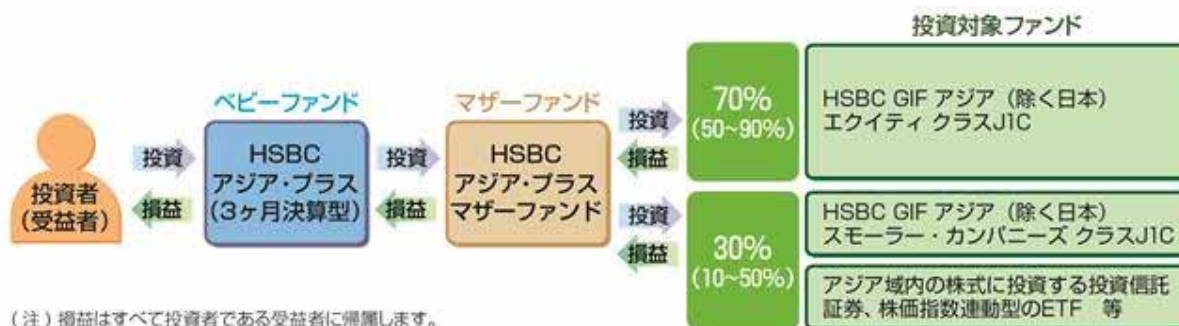 投資対象ファンド
ベビーファンド
マザーファンド
投資者
(受益者)
投資
損益
HSBC
アジア・プラス
(3ヶ月決算型)
投資
損益
HSBC
アジア・プラス
マザーファンド
投資
損益
70%
(50~90%)
HSBC GIF アジア (除く日本)
エクイティ クラスJ1C
投資
損益
30%
(10~50%)
HSBC GIF アジア (除く日本)
スモーラー・カンパニーズ クラスJ1C
アジア域内の株式に投資する投資信託
証券、株価指数連動型のETF 等
(注) 損益はすべて投資者である受益者に帰属します。